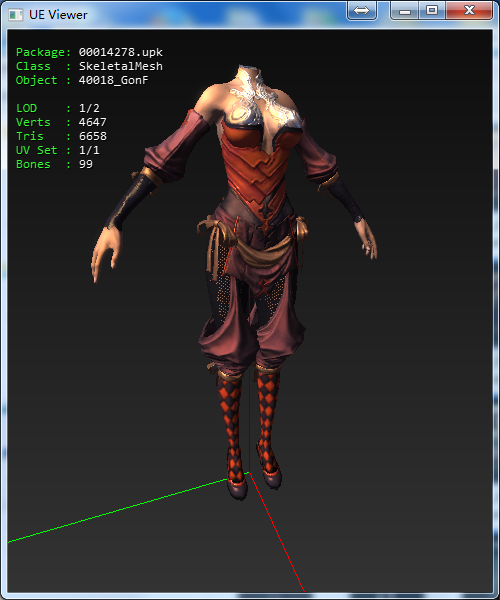 UE Viewer
Package: 00014278.upk
Class : SkeletalMesh
Object : 40018_GonF
LOD : 1/2
Verts : 4647
Tris : 6658
UV Set : 1/1
Bones : 99